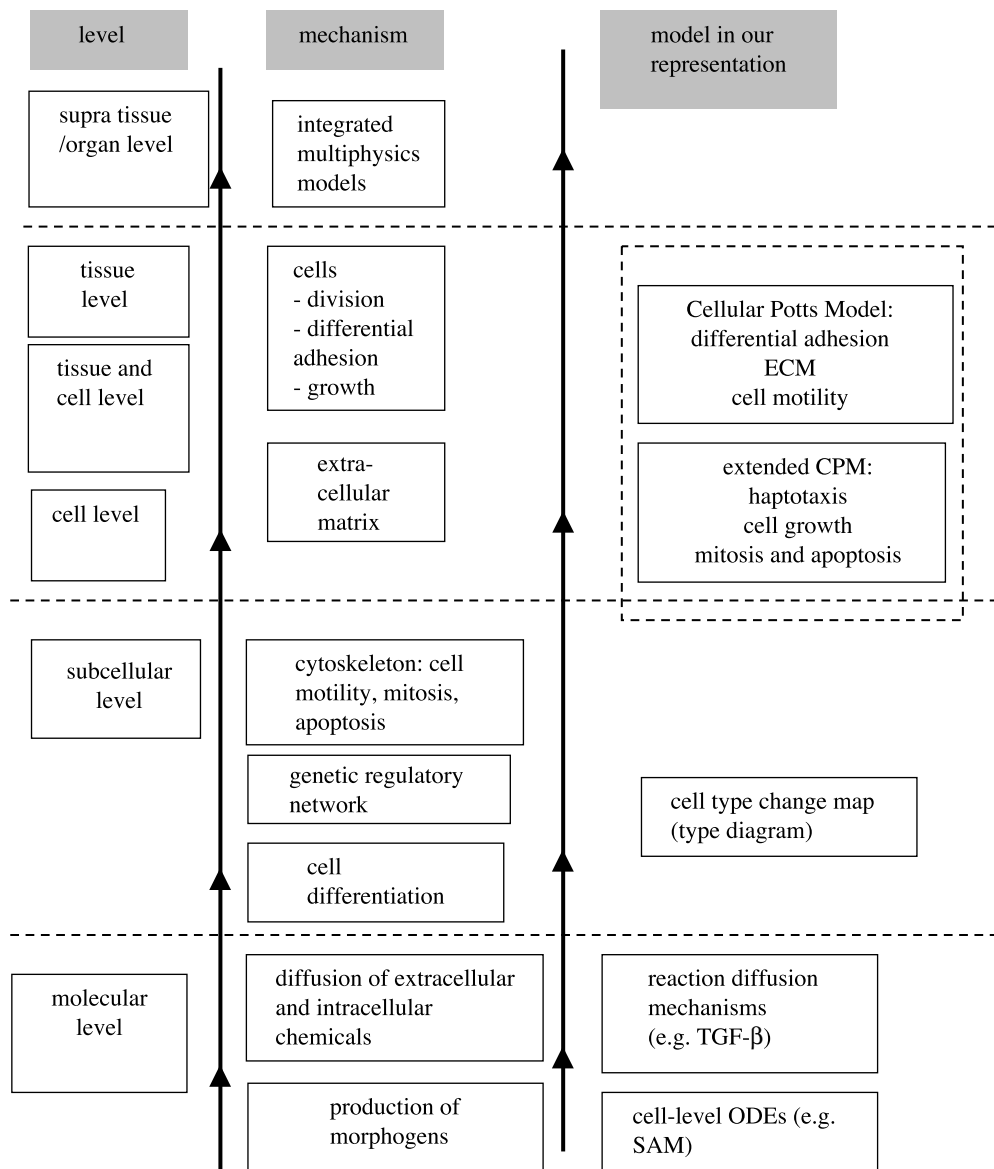 level
mechanism
model in our
representation
supra tissue
/organ level
integrated
multiphysics
models
tissue
level
cells
- division
- differential
adhesion
- growth
Cellular Potts Model:
differential adhesion
ECM
cell motility
tissue and
cell level
extra-
cellular
matrix
extended CPM:
haptotaxis
cell growth
mitosis and apoptosis
cell level
subcellular
level
cytoskeleton: cell
motility, mitosis,
apoptosis
genetic regulatory
network
cell type change map
(type diagram)
cell
differentiation
molecular
level
diffusion of extracellular
and intracellular
chemicals
reaction diffusion
mechanisms
(e.g. TGF-β)
production of
morphogens
cell-level ODEs (e.g.
SAM)